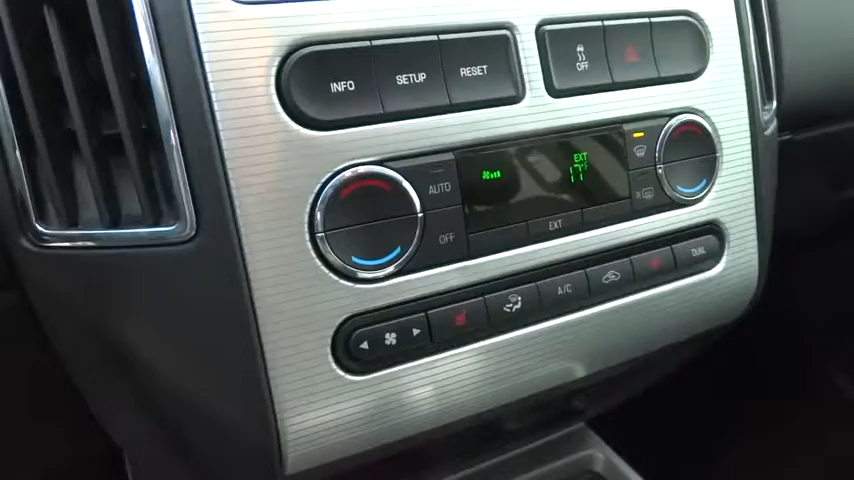 INFO SETUP RESET OFF
AUTO EXT
OFF EXT R
A/C DUAL